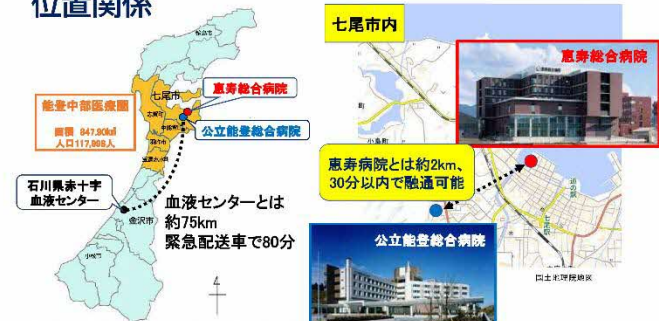 位置関係
七尾市
恵寿総合病院
公立能登総合病院
能登中部医療圏
面積 847.90k㎡
人口117,998人
石川県赤十字
血液センター
金沢市
血液センターとは
約75km
緊急配送車で80分
七尾市内
恵寿総合病院
恵寿病院とは約2km、
30分以内で融通可能
公立能登総合病院
国土地理院地図